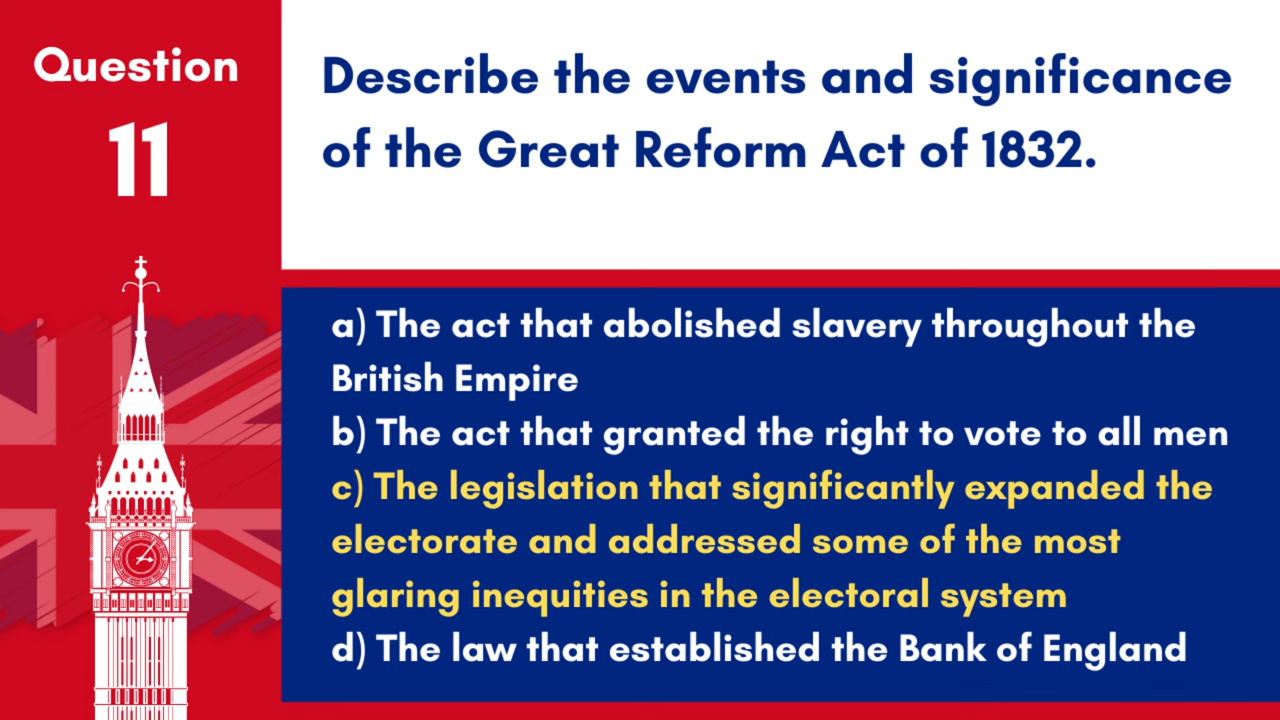 Question
11
Describe the events and significance
of the Great Reform Act of 1832.
a) The act that abolished slavery throughout the
British Empire
b) The act that granted the right to vote to all men
c) The legislation that significantly expanded the
electorate and addressed some of the most
glaring inequities in the electoral system
d) The law that established the Bank of England